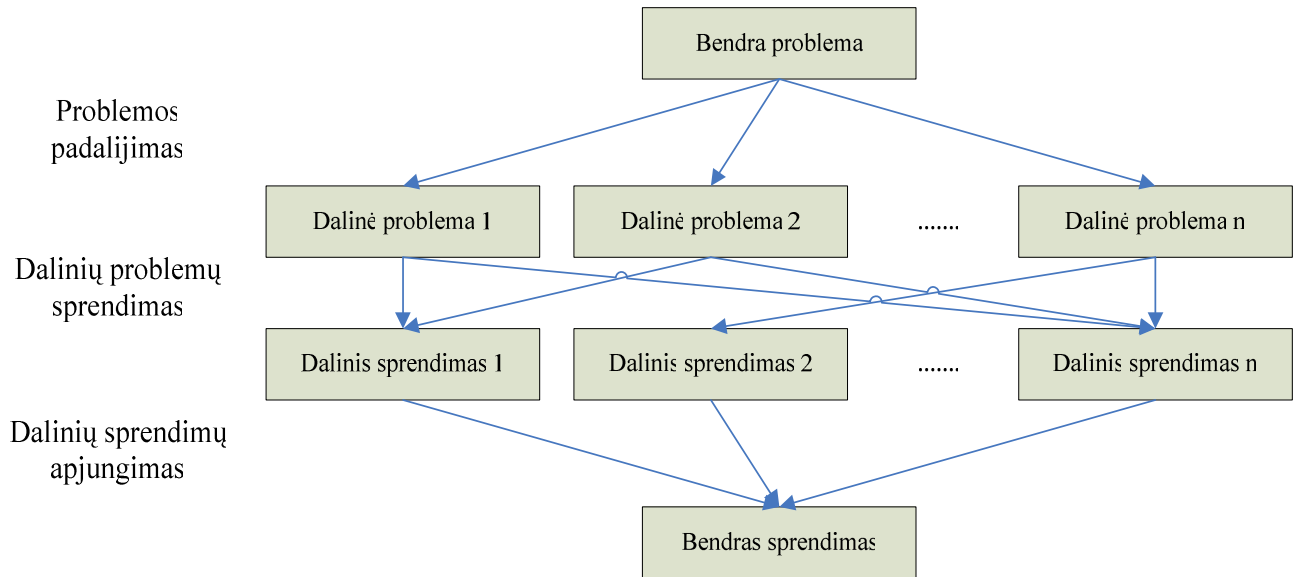 Bendra problema
Problemos
padalijimas
Dalinė problema 1
Dalinė problema 2
.......
Dalinė problema n
Dalinių problemų
sprendimas
Dalinis sprendimas 1
Dalinis sprendimas 2
.......
Dalinis sprendimas n
Dalinių sprendimų
apjungimas
Bendras sprendimas